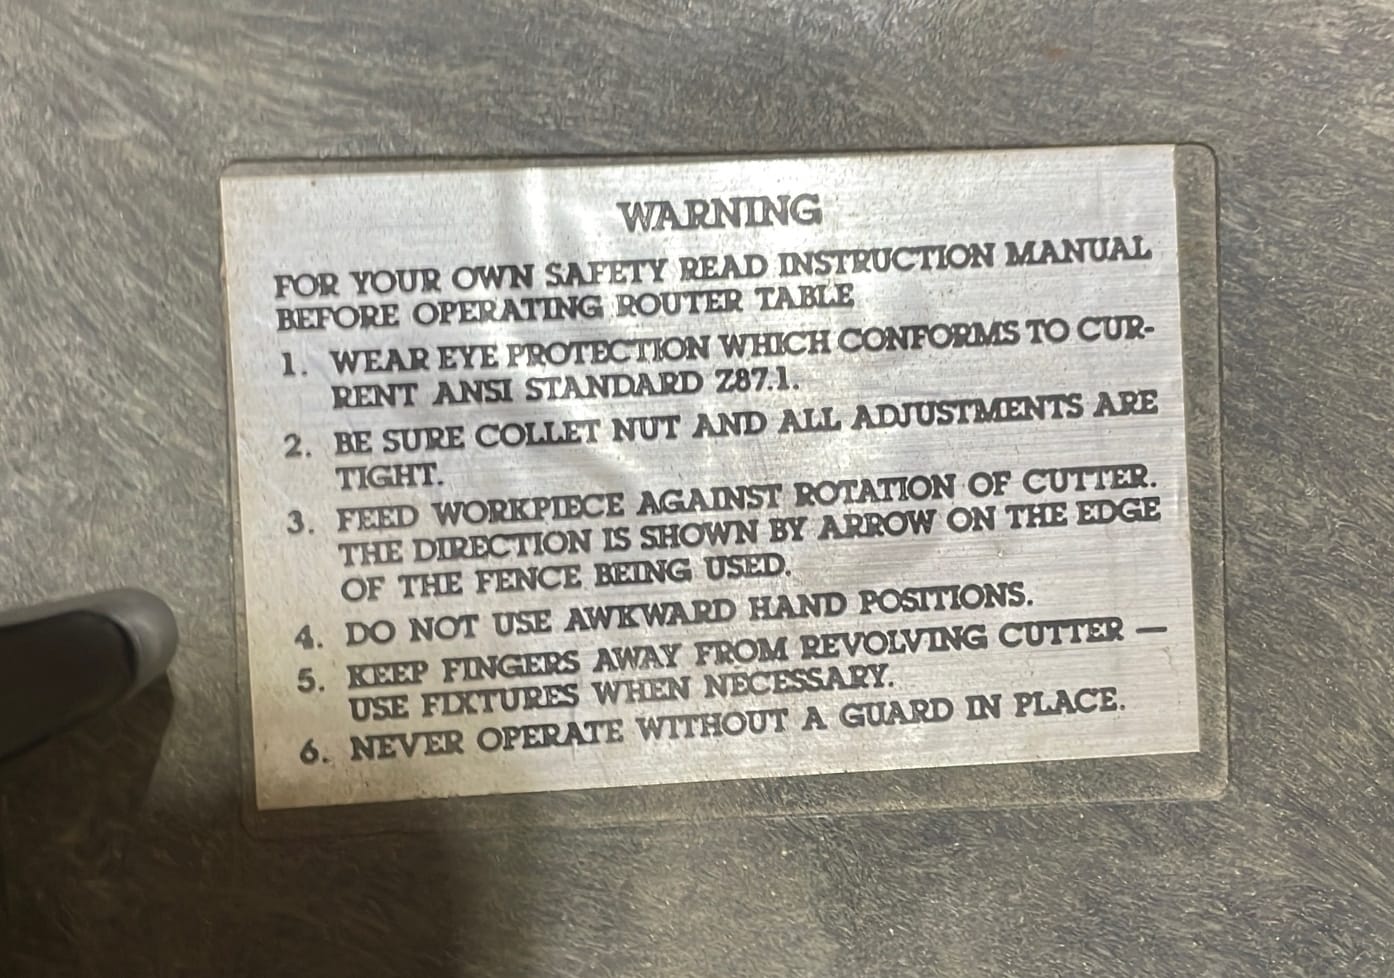 WARNING
FOR YOUR OWN SAFETY READ INSTRUCTION MANUAL
BEFORE OPERATING ROUTER TABLE
1. WEAR EYE PROTECTION WHICH CONFORMS TO CUR-
RENT ANSI STANDARD Z87.1.
2. BE SURE COLLET NUT AND ALL ADJUSTMENTS ARE
TIGHT.
3. FEED WORKPIECE AGAINST ROTATION OF CUTTER.
THE DIRECTION IS SHOWN BY ARROW ON THE EDGE
OF THE FENCE BEING USED.
4. DO NOT USE AWKWARD HAND POSITIONS.
5. KEEP FINGERS AWAY FROM REVOLVING CUTTER —
USE FIXTURES WHEN NECESSARY.
6. NEVER OPERATE WITHOUT A GUARD IN PLACE.